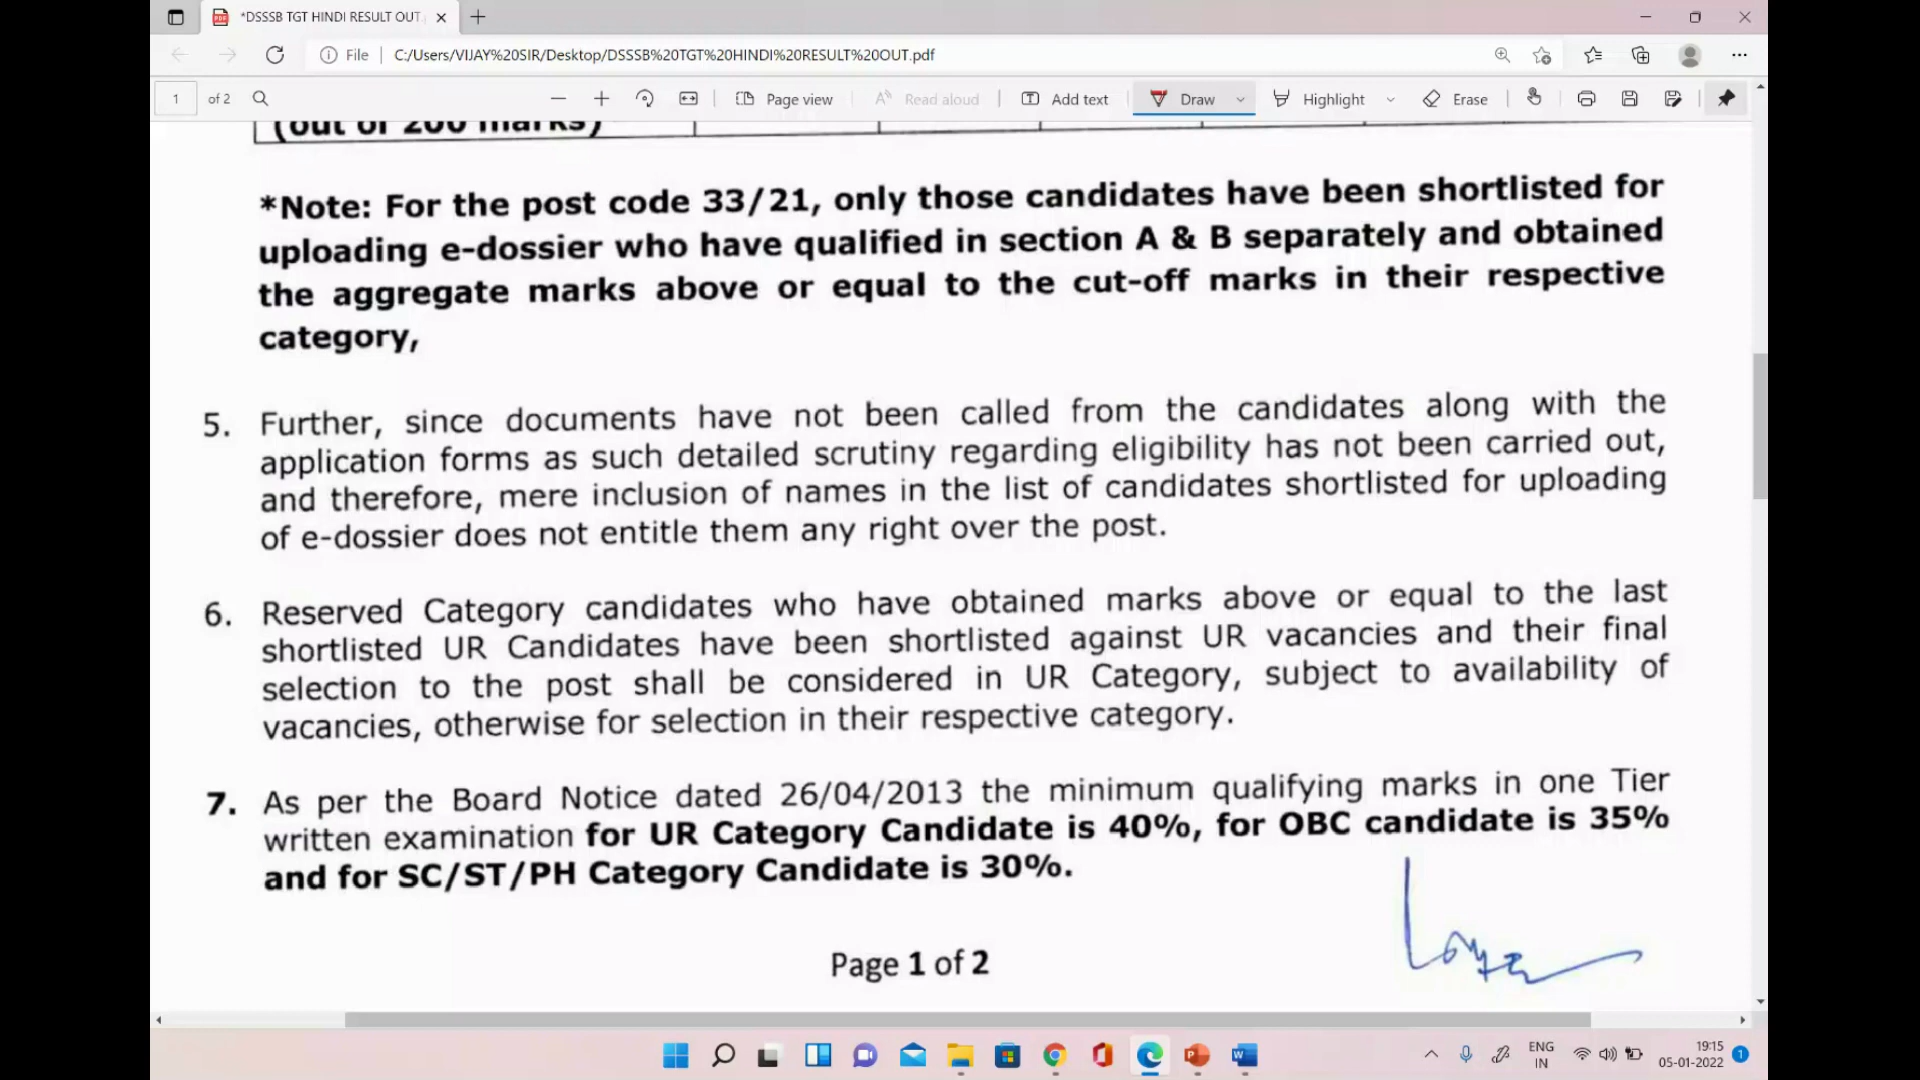 *DSSSB TGT HINDI RESULT OUT.
File C:/Users/VIJAY%20SIR/Desktop/DSSSB%20TGT%20HINDI%20RESULT%20OUT.pdf
1 of 2 Page view Read aloud Add text Draw Highlight Erase
(out of 200 marks)
*Note: For the post code 33/21, only those candidates have been shortlisted for
uploading e-dossier who have qualified in section A & B separately and obtained
the aggregate marks above or equal to the cut-off marks in their respective
category,
5. Further, since documents have not been called from the candidates along with the
application forms as such detailed scrutiny regarding eligibility has not been carried out,
and therefore, mere inclusion of names in the list of candidates shortlisted for uploading
of e-dossier does not entitle them any right over the post.
6. Reserved Category candidates who have obtained marks above or equal to the last
shortlisted UR Candidates have been shortlisted against UR vacancies and their final
selection to the post shall be considered in UR Category, subject to availability of
vacancies, otherwise for selection in their respective category.
7. As per the Board Notice dated 26/04/2013 the minimum qualifying marks in one Tier
written examination for UR Category Candidate is 40%, for OBC candidate is 35%
and for SC/ST/PH Category Candidate is 30%.
Page 1 of 2
ENG 19:15
IN 05-01-2022 1